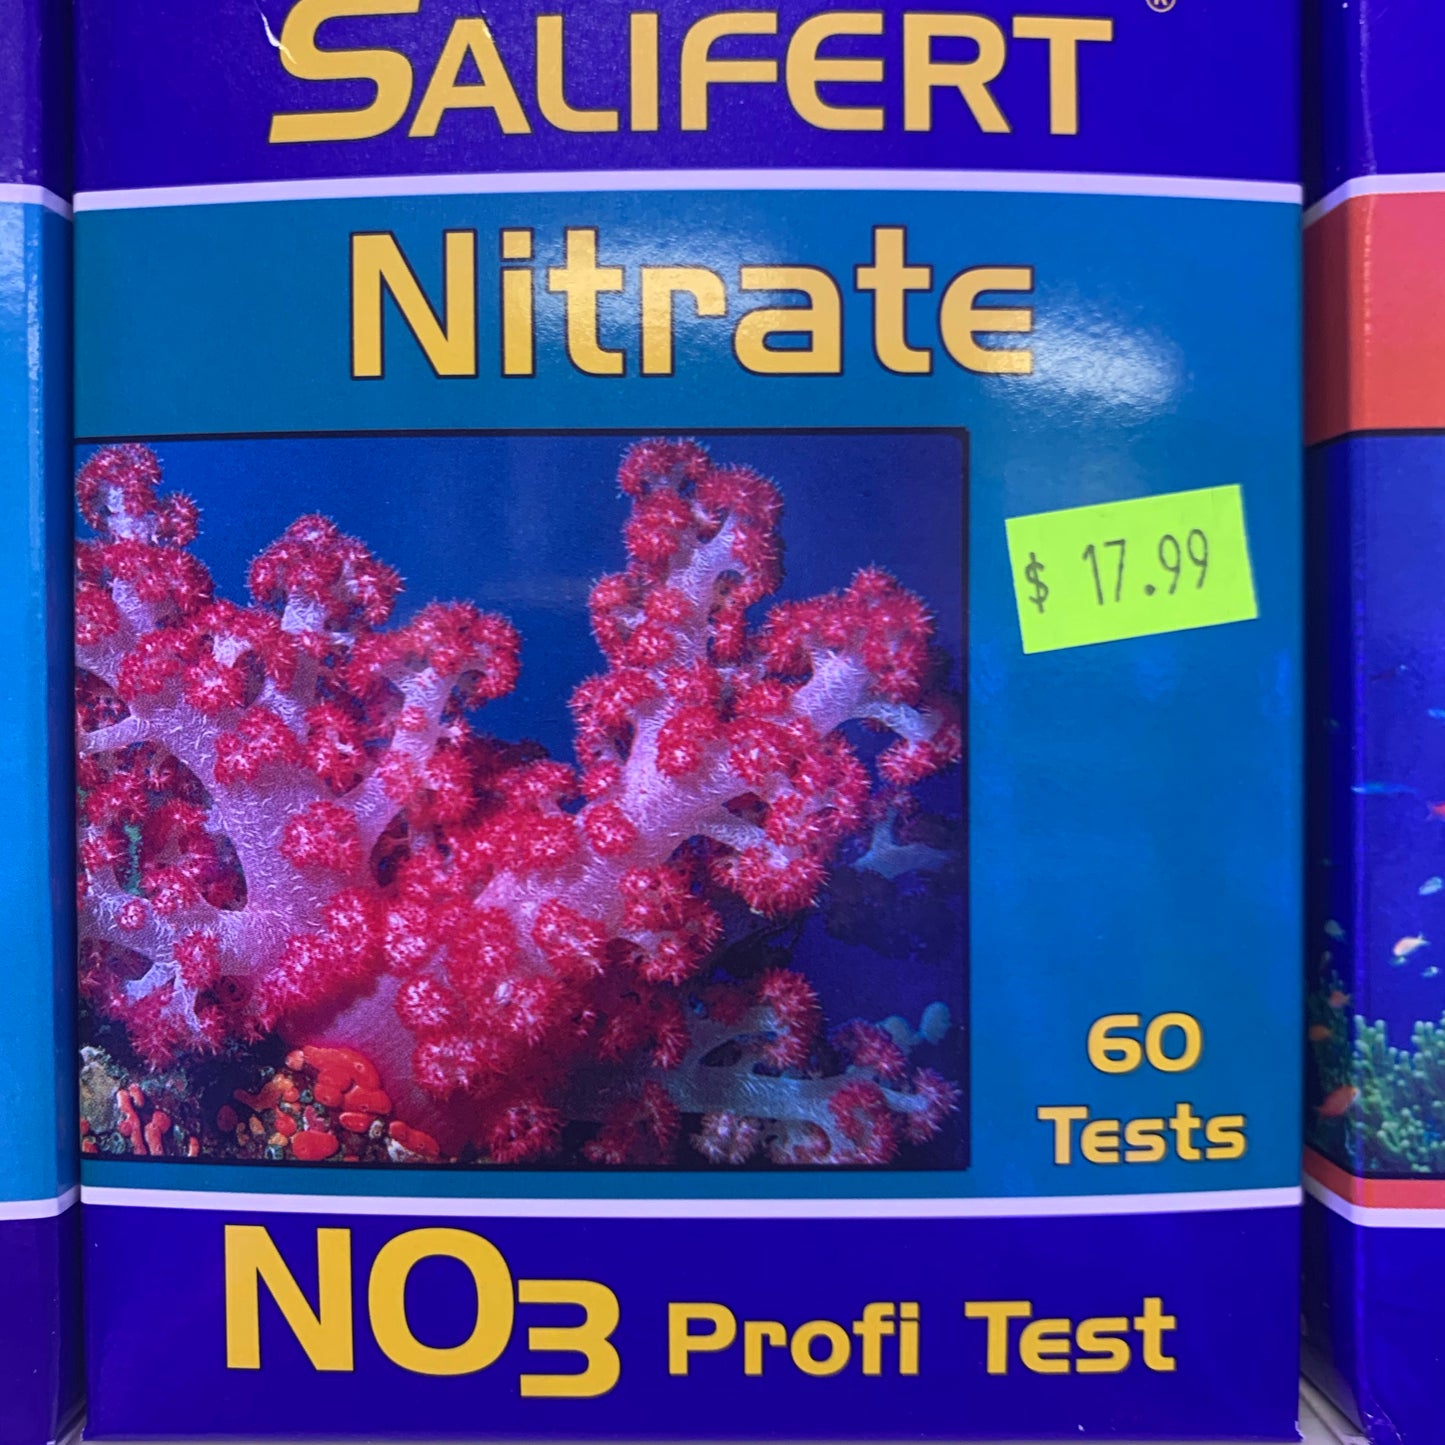 SALIFERT®
Nitrate
$ 17.99
60
Tests
NO3 Profi Test